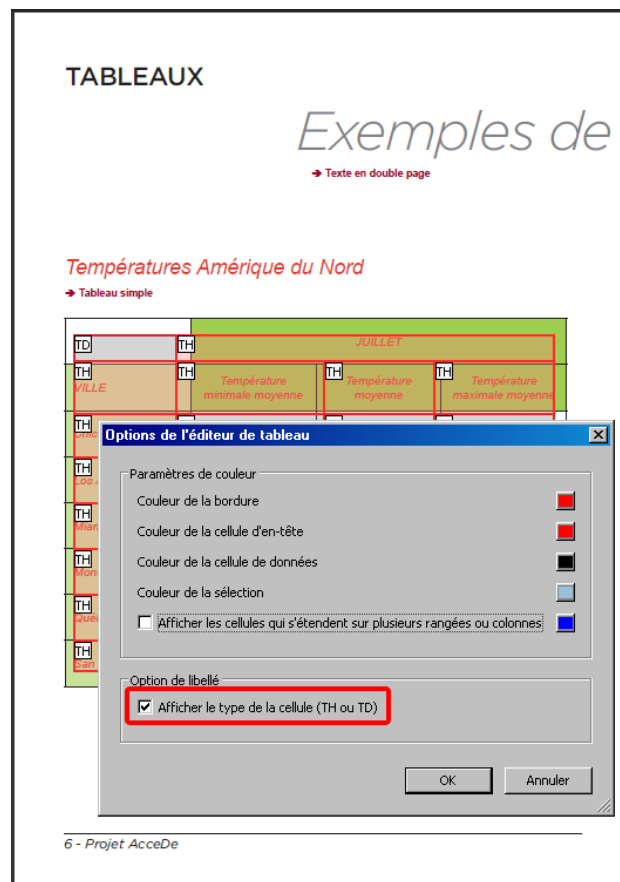 TABLEAUX
Exemples de
➔ Texte en double page
Températures Amérique du Nord
➔ Tableau simple
TD TH JUILLET
TH VILLE TH Température minimale moyenne TH Température moyenne TH Température maximale moyenne
TH
Options de l'éditeur de tableau
TH
Los
TH
TH
TH
TH
San
Paramètres de couleur
Couleur de la bordure
Couleur de la cellule d'en-tête
Couleur de la cellule de données
Couleur de la sélection
Afficher les cellules qui s'étendent sur plusieurs rangées ou colonnes
Option de libellé
Afficher le type de la cellule (TH ou TD)
OK Annuler
6 - Projet AcceDe